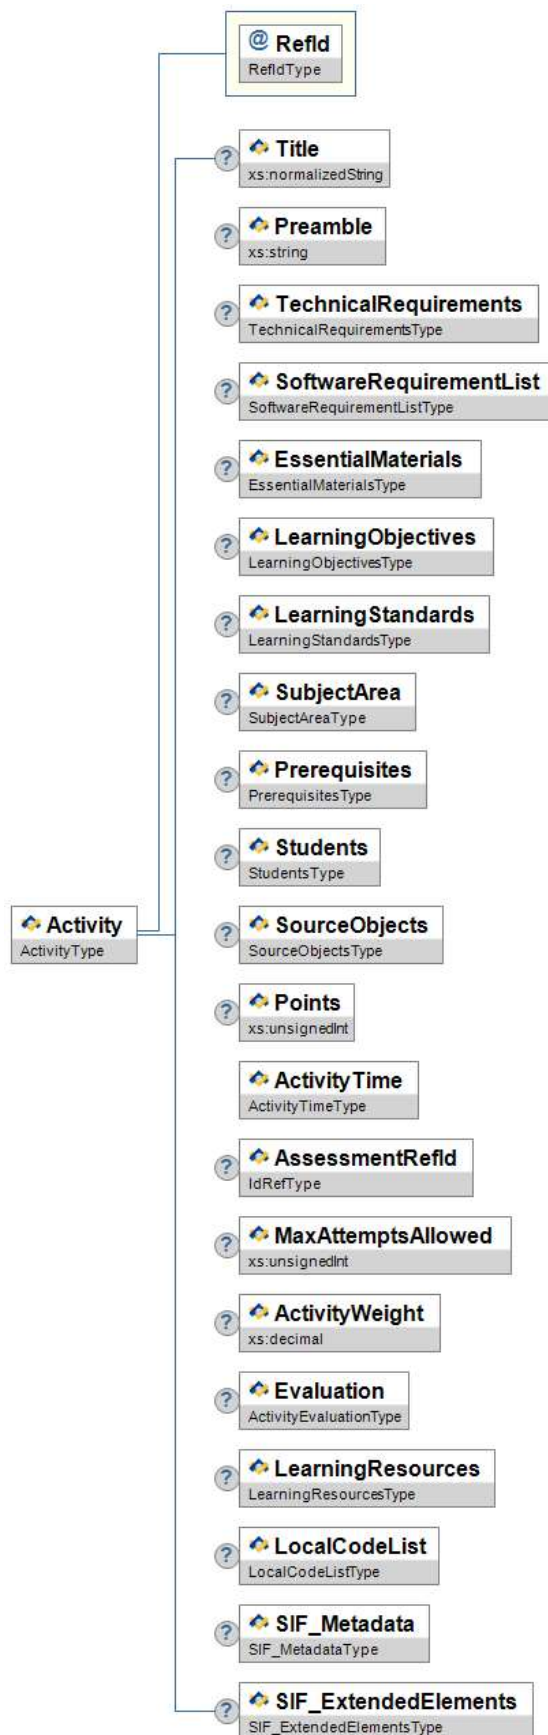 @ RefId
RefIdType
? Title
xs:normalizedString
? Preamble
xs:string
? TechnicalRequirements
TechnicalRequirementsType
? SoftwareRequirementList
SoftwareRequirementListType
? EssentialMaterials
EssentialMaterialsType
? LearningObjectives
LearningObjectivesType
? LearningStandards
LearningStandardsType
? SubjectArea
SubjectAreaType
? Prerequisites
PrerequisitesType
? Students
StudentsType
Activity
ActivityType
? SourceObjects
SourceObjectsType
? Points
xs:unsignedInt
ActivityTime
ActivityTimeType
? AssessmentRefId
IdRefType
? MaxAttemptsAllowed
xs:unsignedInt
? ActivityWeight
xs:decimal
? Evaluation
ActivityEvaluationType
? LearningResources
LearningResourcesType
? LocalCodeList
LocalCodeListType
? SIF_Metadata
SIF_MetadataType
? SIF_ExtendedElements
SIF_ExtendedElementsType